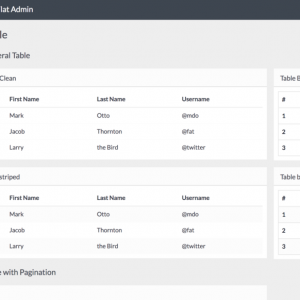 lat Admin
le
eral Table
Clean
Table B
First Name Last Name Username
#
Mark Otto @mdo
1
Jacob Thornton @fat
2
Larry the Bird @twitter
3
striped
Table b
First Name Last Name Username
#
Mark Otto @mdo
1
Jacob Thornton @fat
2
Larry the Bird @twitter
3
e with Pagination